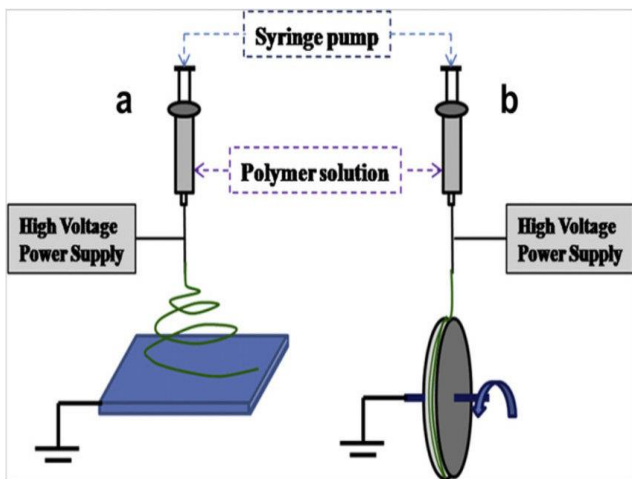 Syringe pump
a
b
Polymer solution
High Voltage
Power Supply
High Voltage
Power Supply